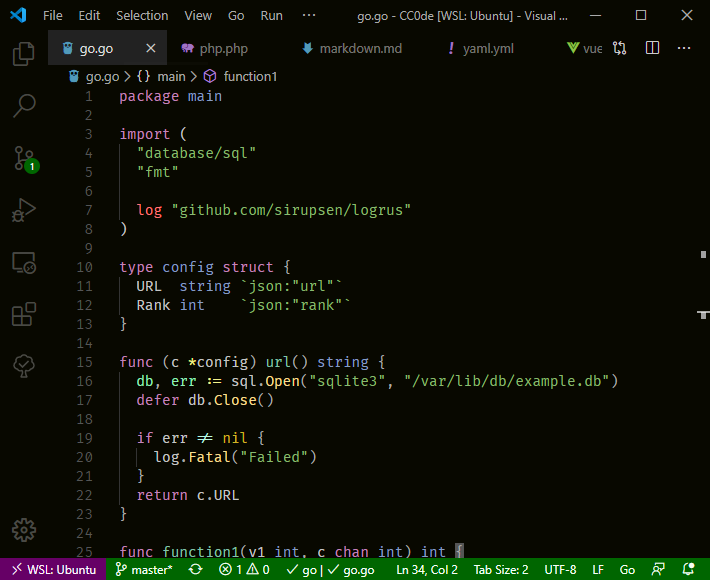 File Edit Selection View Go Run ··· go.go - CC0de [WSL: Ubuntu] - Visual ...
go.go php.php markdown.md ! yaml.yml vue ···
go.go > {} main > function1
1 package main
2
3 import (
4 "database/sql"
5 "fmt"
6
7 log "github.com/sirupsen/logrus"
8 )
9
10 type config struct {
11 URL string `json:"url"`
12 Rank int `json:"rank"`
13 }
14
15 func (c *config) url() string {
16 db, err := sql.Open("sqlite3", "/var/lib/db/example.db")
17 defer db.Close()
18
19 if err ≠ nil {
20 log.Fatal("Failed")
21 }
22 return c.URL
23 }
24
25 func function1(v1 int, c chan int) int {
1
WSL: Ubuntu master* 1 0 ✓ go | ✓ go.go Ln 34, Col 2 Tab Size: 2 UTF-8 LF Go